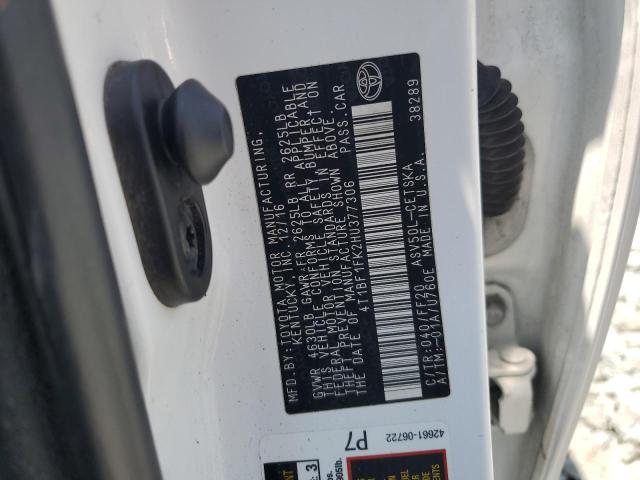 MFD.BY:TOYOTA MOTOR MANUFACTURING,
KENTUCKY, INC. 12/16
GVWR 4630LB GAWR FR 2625LB RR 2625LB
THIS VEHICLE CONFORMS TO ALL APPLICABLE
FEDERAL MOTOR VEHICLE SAFETY BUMPER, AND
THEFT PREVENTION STANDARDS IN EFFECT ON
THE DATE OF MANUFACTURE SHOWN ABOVE.
4T1BF1FK2HU377306 PASS.CAR
C/TR:040/FF20 ASV50L-CETSKA
A/TM:-01A/U760E MADE IN U.S.A. 38289
42661-06722
P7
3